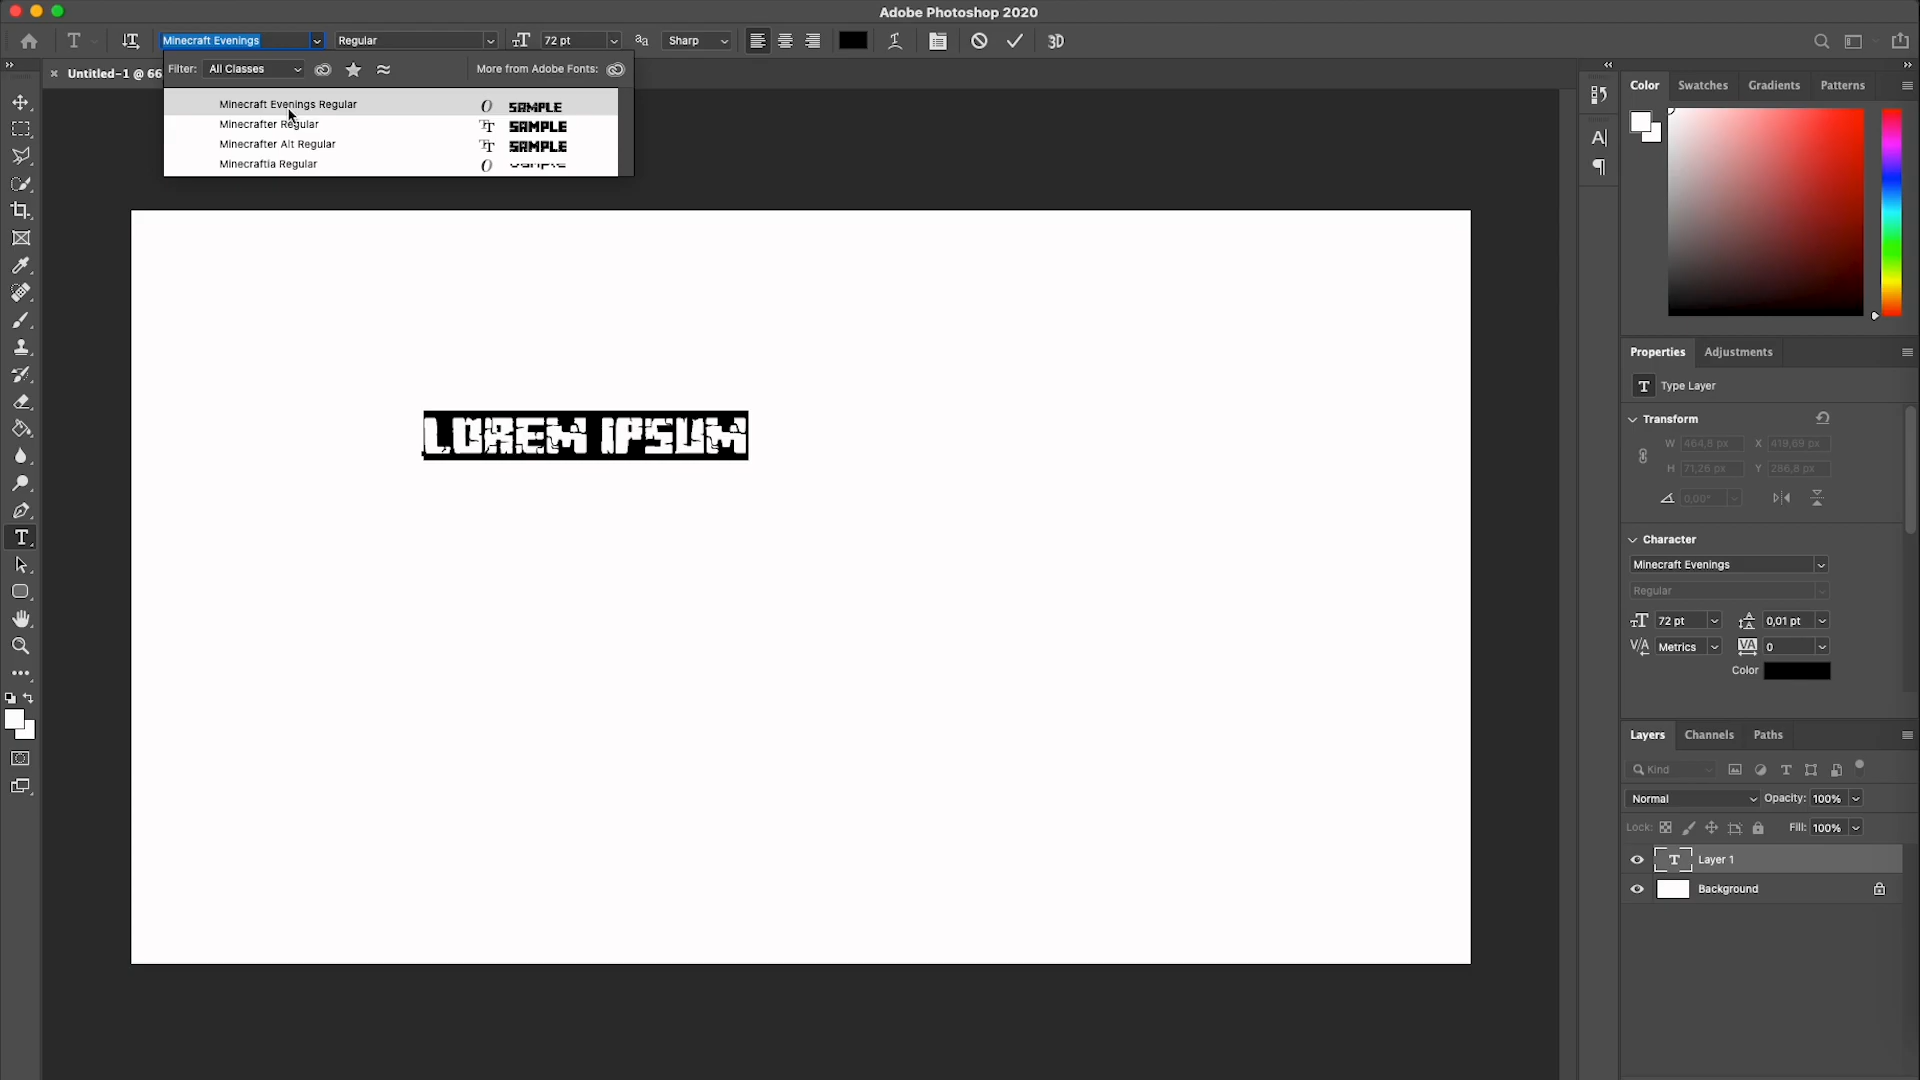 Adobe Photoshop 2020
Minecraft Evenings Regular 72 pt Sharp 3D
Untitled-1 @ 66
Filter: All Classes More from Adobe Fonts:
Minecraft Evenings Regular SAMPLE
Minecrafter Regular SAMPLE
Minecrafter Alt Regular SAMPLE
Minecraftia Regular
LOREM IPSUM
Color Swatches Gradients Patterns
Properties Adjustments
Type Layer
Transform
W 464,8 px X 419,69 px
H 71,26 px Y 286,8 px
0,00°
Character
Minecraft Evenings
Regular
72 pt 0,01 pt
Metrics 0
Color
Layers Channels Paths
Kind
Normal Opacity: 100%
Lock: Fill: 100%
Layer 1
Background